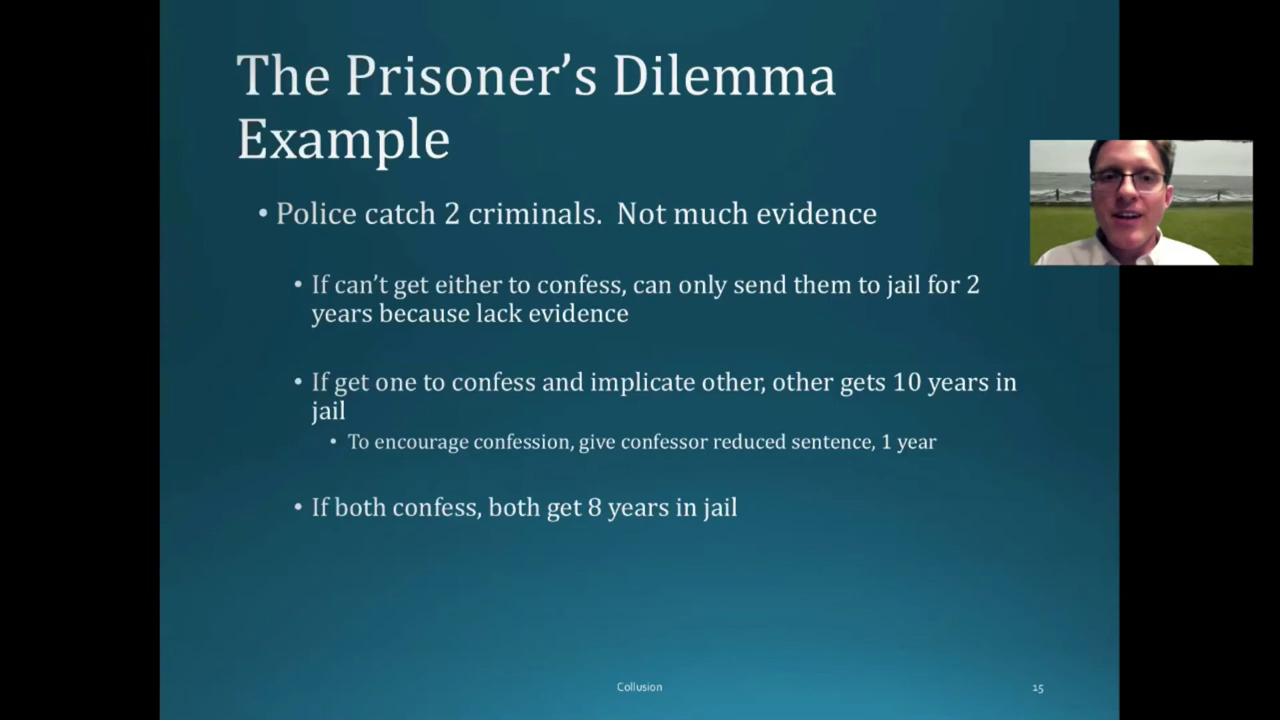 The Prisoner’s Dilemma
Example
• Police catch 2 criminals.  Not much evidence
• If can’t get either to confess, can only send them to jail for 2
years because lack evidence
• If get one to confess and implicate other, other gets 10 years in
jail
• To encourage confession, give confessor reduced sentence, 1 year
• If both confess, both get 8 years in jail
Collusion
15